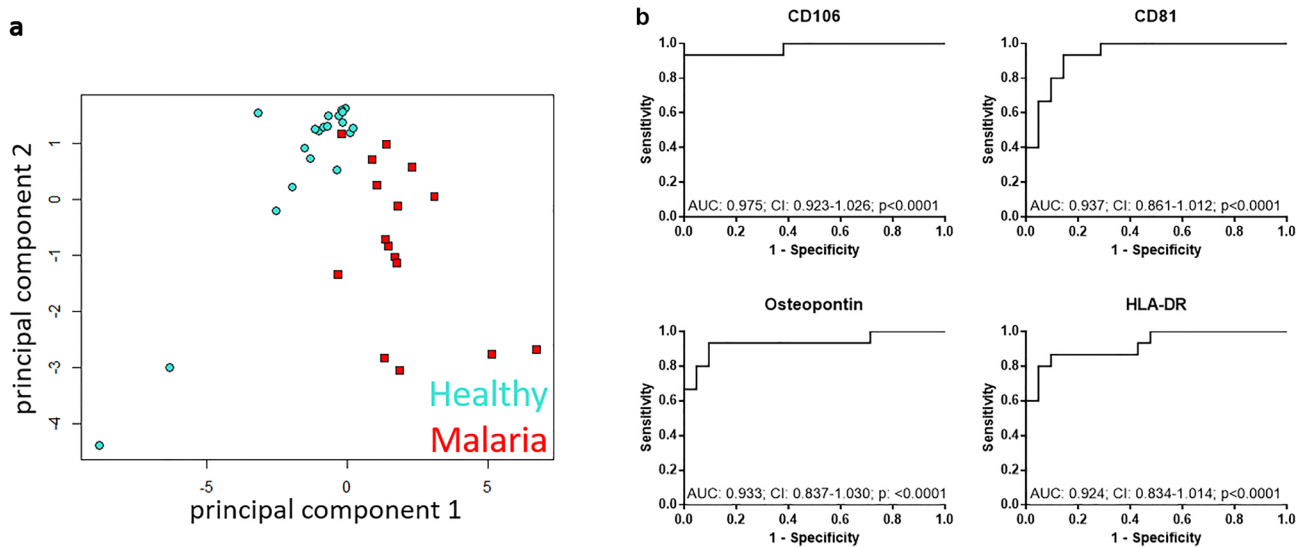 a
principal component 2
1
0
-1
-2
-3
-4
Healthy
Malaria
-5
0
5
principal component 1
b
CD106
Sensitivity
1.0
0.8
0.6
0.4
0.2
0.0
AUC: 0.975; CI: 0.923-1.026; p<0.0001
0.0 0.2 0.4 0.6 0.8 1.0
1 - Specificity
CD81
Sensitivity
1.0
0.8
0.6
0.4
0.2
0.0
AUC: 0.937; CI: 0.861-1.012; p<0.0001
0.0 0.2 0.4 0.6 0.8 1.0
1 - Specificity
Osteopontin
Sensitivity
1.0
0.8
0.6
0.4
0.2
0.0
AUC: 0.933; CI: 0.837-1.030; p: <0.0001
0.0 0.2 0.4 0.6 0.8 1.0
1 - Specificity
HLA-DR
Sensitivity
1.0
0.8
0.6
0.4
0.2
0.0
AUC: 0.924; CI: 0.834-1.014; p<0.0001
0.0 0.2 0.4 0.6 0.8 1.0
1 - Specificity